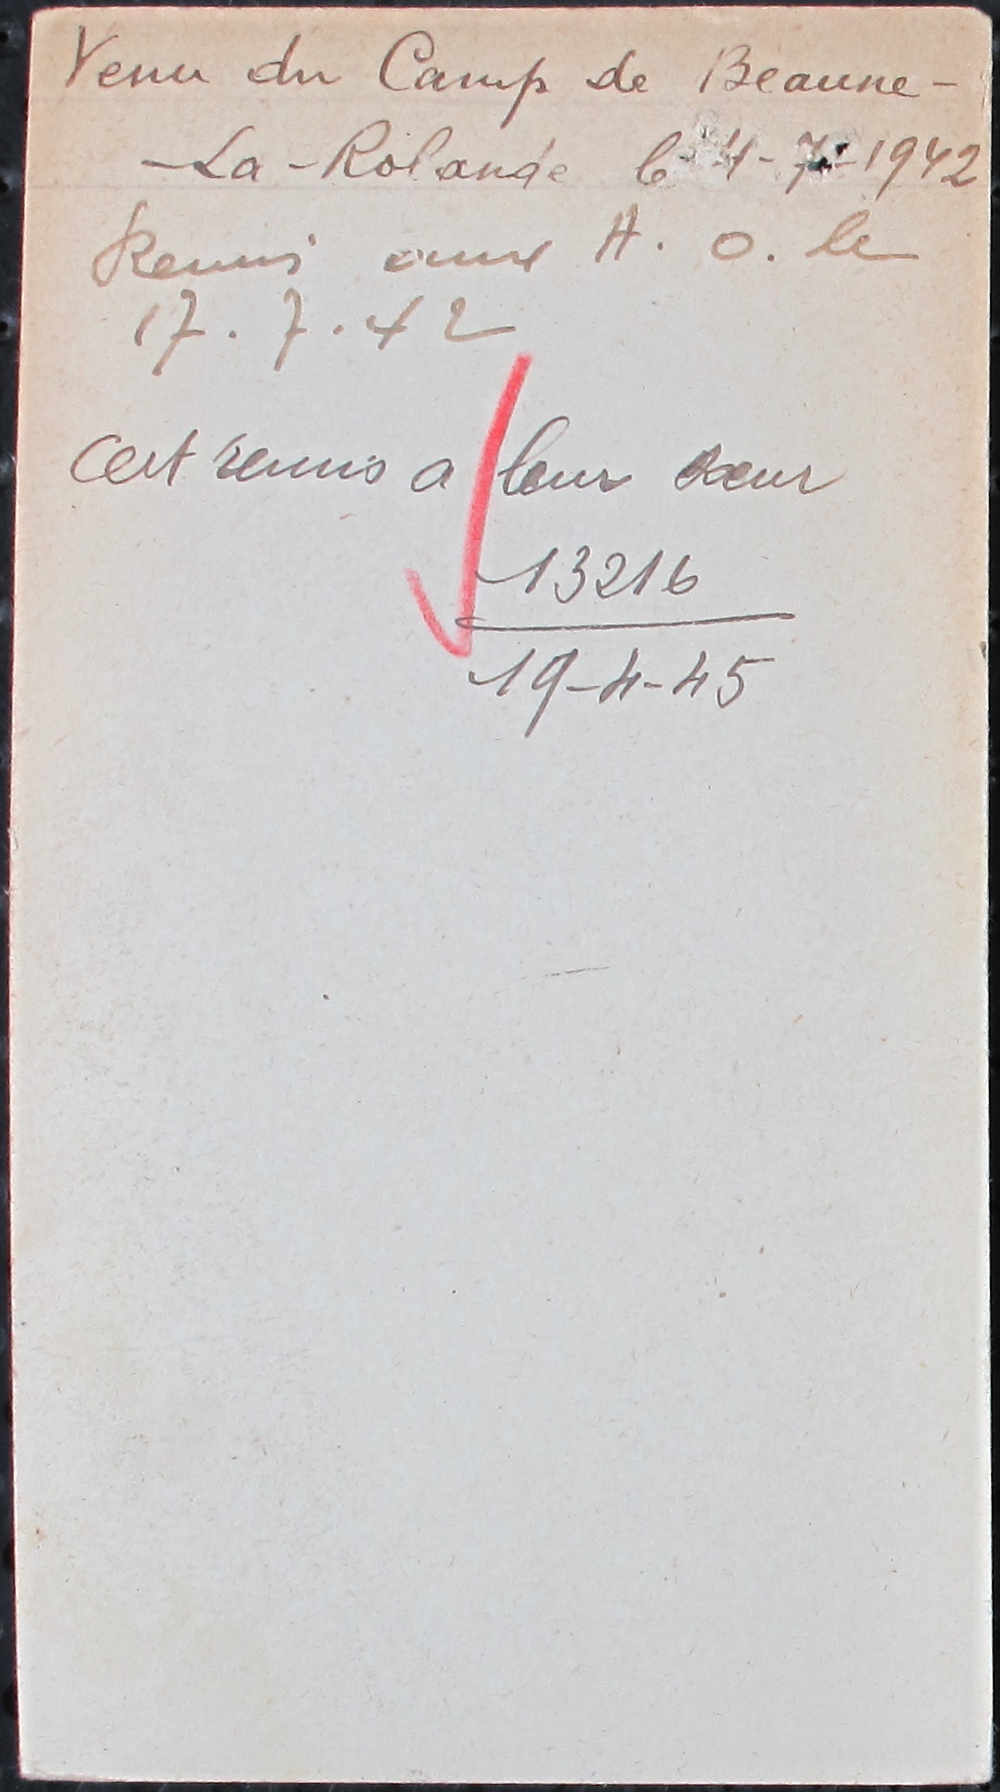 Venu du Camp de Beaune-
-La-Rolande le 4-7-1942
Remis aux A. O. le
17.7.42
Cert remis a leur sœur
13216
19-4-45